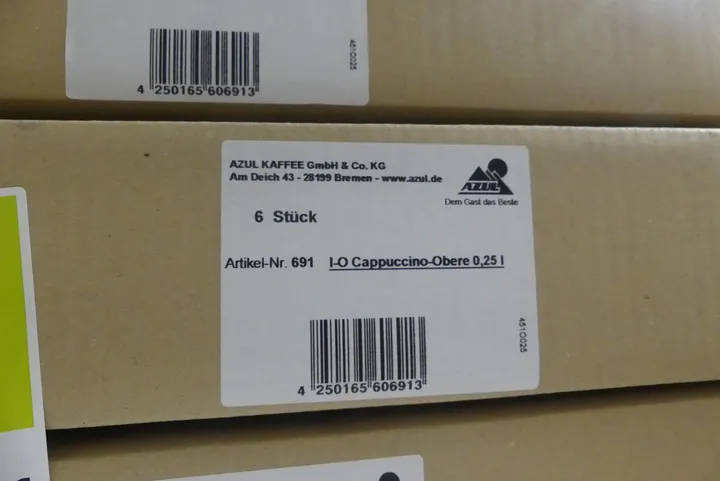 4 250165 606913
451O025
AZUL KAFFEE GmbH & Co. KG
Am Deich 43 - 28199 Bremen - www.azul.de
AZUL
Dem Gast das Beste
6 Stück
Artikel-Nr. 691 I-O Cappuccino-Obere 0,25 l
451O025
4 250165 606913